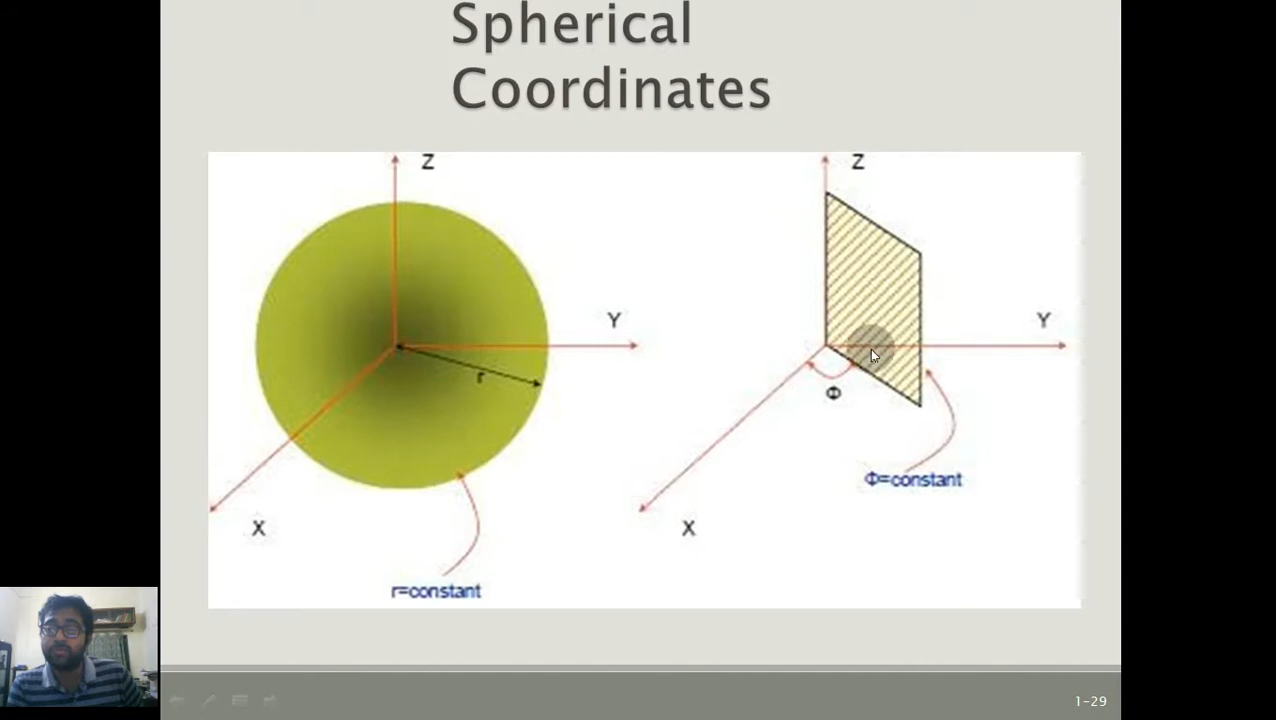 Spherical
Coordinates
Z
Z
Y
Y
r
Φ
Φ=constant
X
X
r=constant
1-29